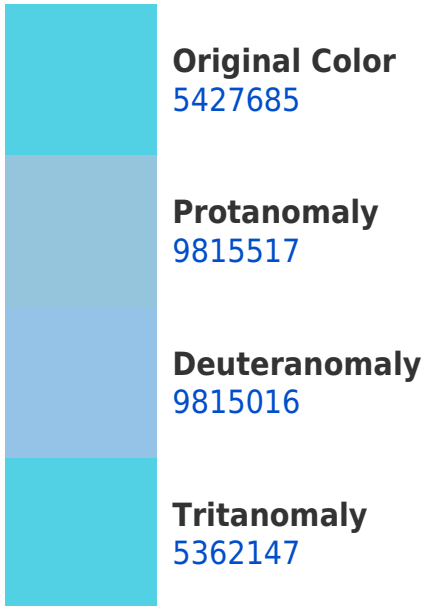 Original Color
5427685
Protanomaly
9815517
Deuteranomaly
9815016
Tritanomaly
5362147